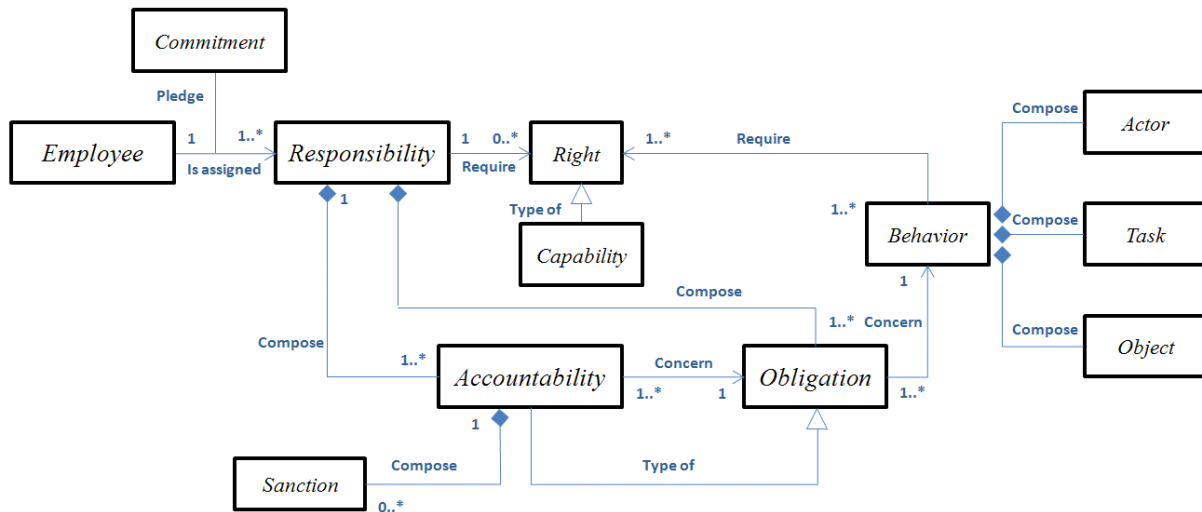 Commitment
Pledge
Employee
1
1..*
Is assigned
Responsibility
1
0..*
Require
Right
1..*
Require
Compose
Actor
Type of
Capability
1
1..*
Behavior
Compose
Task
Compose
1..*
Concern
1
Compose
Object
Compose
1..*
Accountability
Concern
1..*
1
Obligation
1..*
1
Compose
Type of
Sanction
0..*